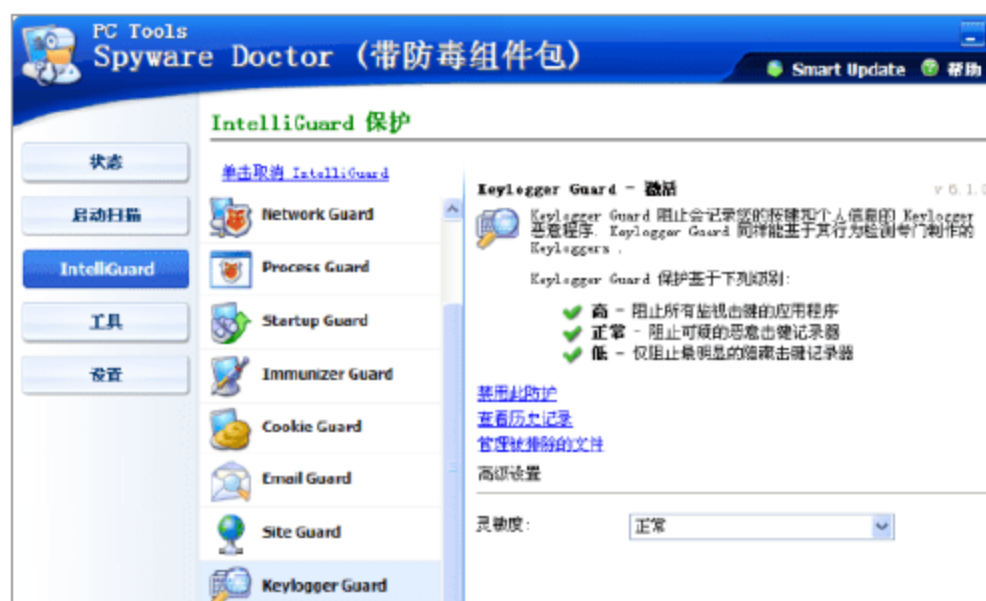 PC Tools
Spyware Doctor (带防毒组件包)
Smart Update 帮助
IntelliGuard 保护
状态
启动扫描
IntelliGuard
工具
设置
单击取消 IntelliGuard
Network Guard
Process Guard
Startup Guard
Immunizer Guard
Cookie Guard
Email Guard
Site Guard
Keylogger Guard
Keylogger Guard - 激活
v 6.1.0
Keylogger Guard 阻止会记录您的按键和个人信息的 Keylogger
恶意程序. Keylogger Guard 同样能基于其行为检测专门制作的
Keyloggers .
Keylogger Guard 保护基于下列级别:
高 - 阻止所有监视击键的应用程序
正常 - 阻止可疑的恶意击键记录器
低 - 仅阻止最明显的隐藏击键记录器
禁用此防护
查看历史记录
管理被排除的文件
高级设置
灵敏度:
正常